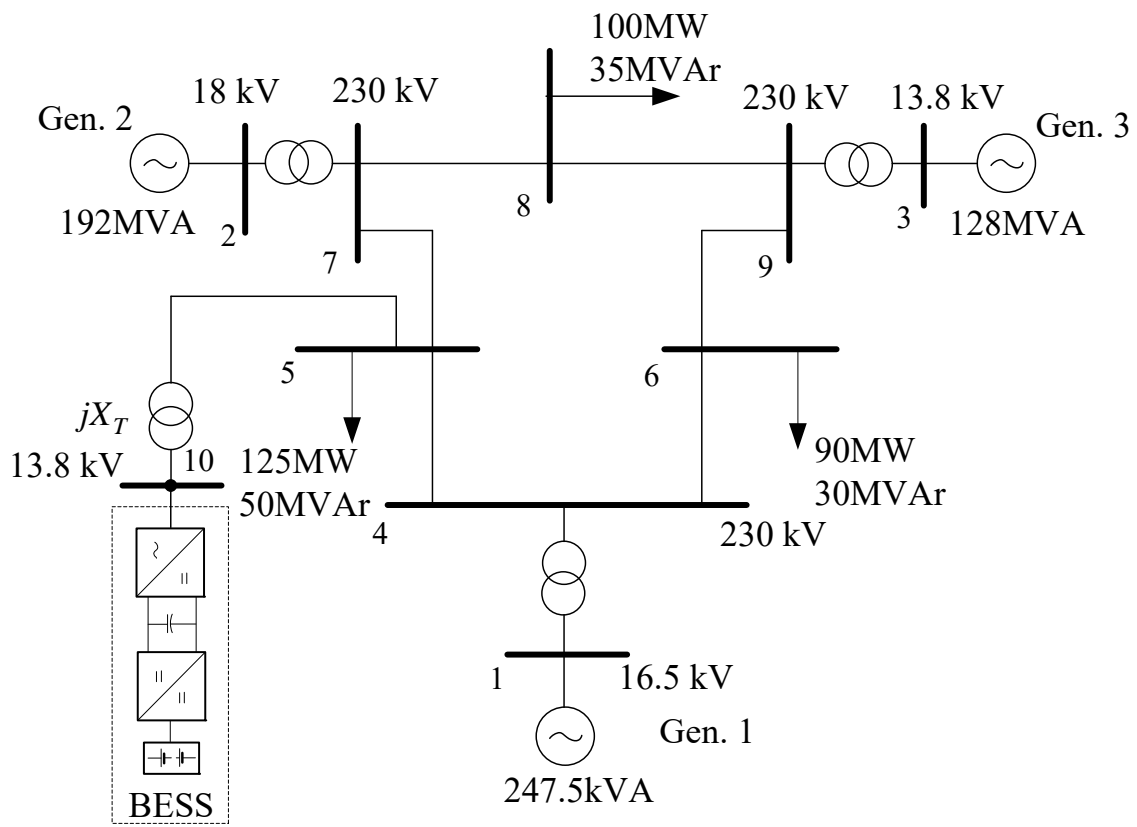 100MW
35MVAr
18 kV
230 kV
230 kV
13.8 kV
Gen. 2
Gen. 3
192MVA
2
7
8
9
3
128MVA
5
6
jX_T
13.8 kV
10
125MW
50MVAr
90MW
30MVAr
4
230 kV
1
16.5 kV
Gen. 1
247.5kVA
BESS